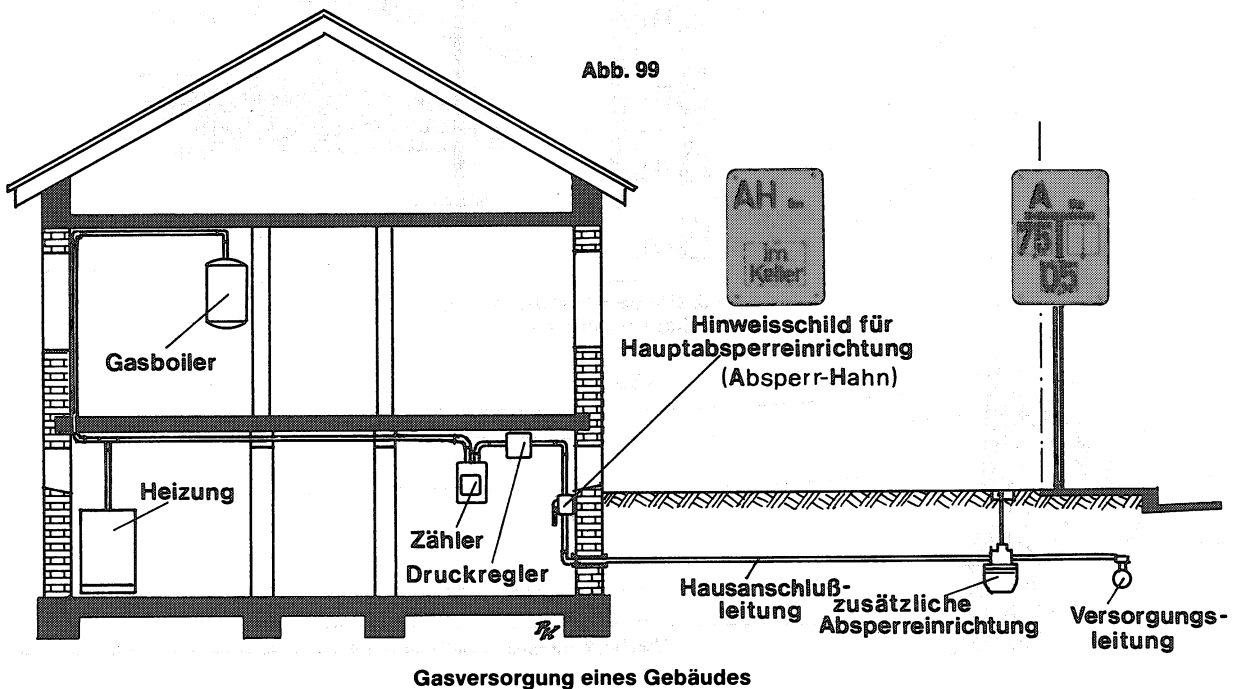 Abb. 99
AH
Im
Keller
A
75
0,5
Hinweisschild für
Hauptabsperreinrichtung
(Absperr-Hahn)
Gasboiler
Heizung
Zähler
Druckregler
Hausanschluß-
leitung
zusätzliche
Absperreinrichtung
Versorgungs-
leitung
Gasversorgung eines Gebäudes